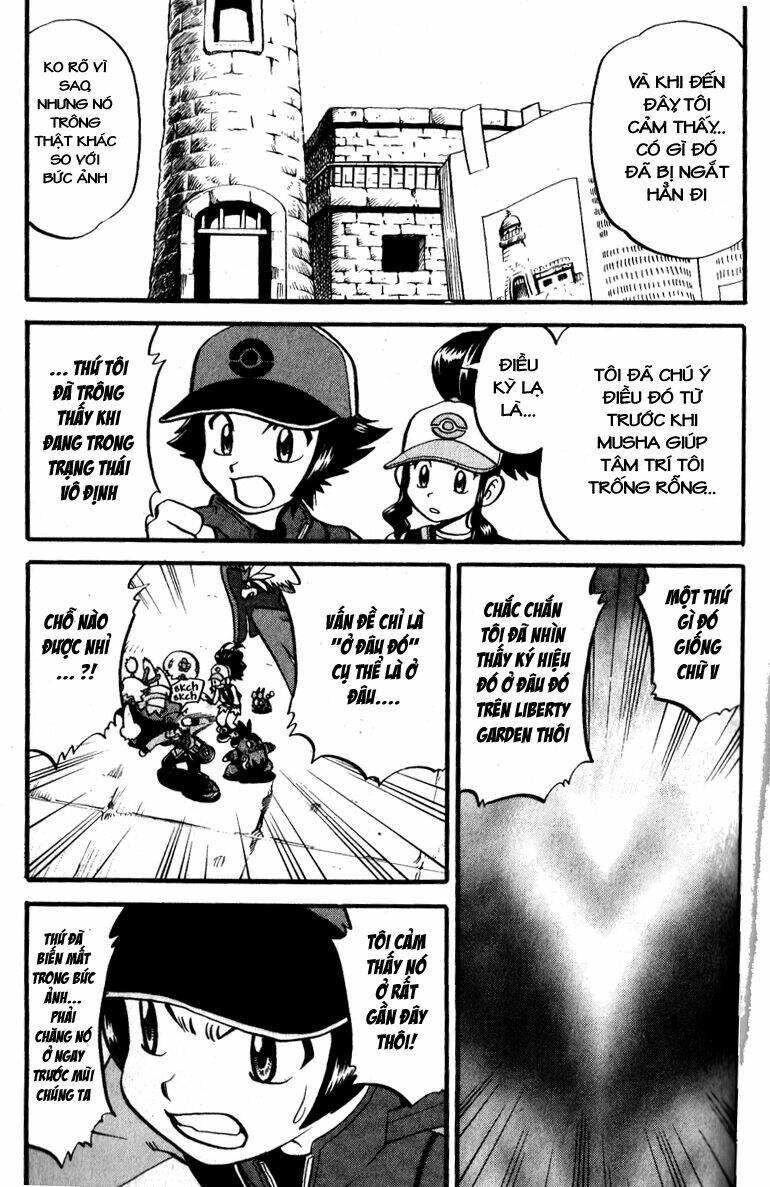 VÀ KHI ĐẾN
ĐÂY, TÔI
CẢM THẤY..
CÓ GÌ ĐÓ
ĐÃ BỊ NGẮT
HẲN ĐI
KO RÕ VÌ
SAO,
NHƯNG NÓ
TRÔNG
THẬT KHÁC
SO VỚI
BỨC ẢNH
TÔI ĐÃ CHÚ Ý
ĐIỀU ĐÓ TỪ
TRƯỚC KHI
MUSHA GIÚP
TÂM TRÍ TÔI
TRỐNG RỖNG..
ĐIỀU
KỲ LẠ
LÀ...
... THỨ TÔI
ĐÃ TRÔNG
THẤY KHI
ĐANG TRONG
TRẠNG THÁI
VÔ ĐỊNH
MỘT THỨ
GÌ ĐÓ
GIỐNG
CHỮ V
CHẮC CHẮN
TÔI ĐÃ NHÌN
THẤY KÝ HIỆU
ĐÓ Ở ĐÂU ĐÓ
TRÊN LIBERTY
GARDEN THÔI
VẤN ĐỀ CHỈ LÀ
"Ở ĐÂU ĐÓ"
CỤ THỂ LÀ Ở
ĐÂU....
CHỖ NÀO
ĐƯỢC NHỈ
... ?!
SKCH
SKCH
TÔI CẢM
THẤY NÓ
Ở RẤT
GẦN ĐÂY
THÔI!
THỨ ĐÃ
BIẾN MẤT
TRONG BỨC
ẢNH...
PHẢI
CHĂNG NÓ
Ở NGAY
TRƯỚC MŨI
CHÚNG TA